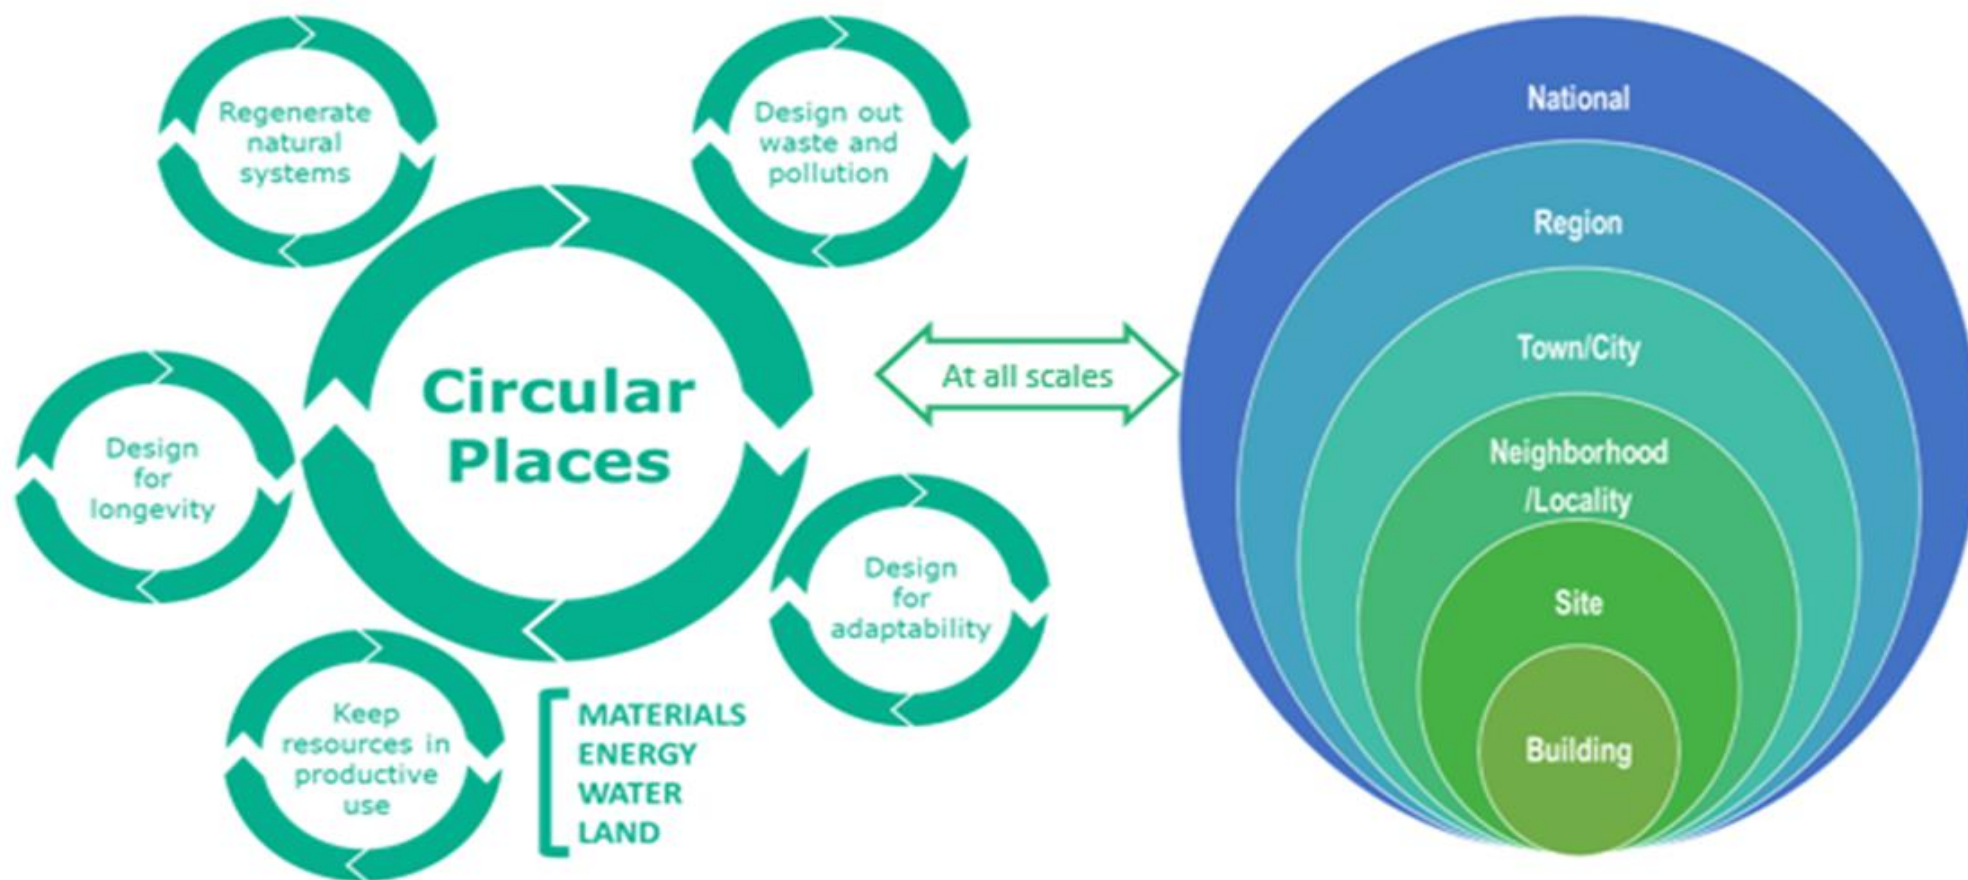 Regenerate
natural
systems
Design out
waste and
pollution
Circular
Places
Design
for
longevity
Design
for
adaptability
Keep
resources in
productive
use
MATERIALS
ENERGY
WATER
LAND
At all scales
National
Region
Town/City
Neighborhood
/Locality
Site
Building